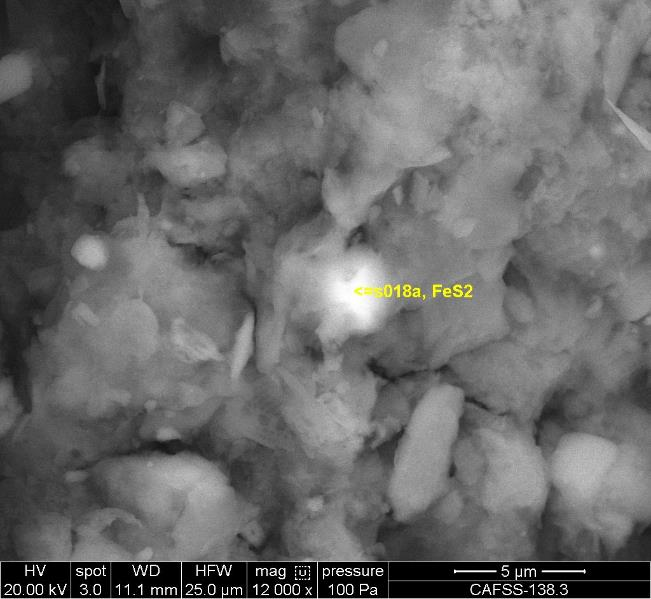 <=s018a, FeS2
HV spot WD HFW mag pressure 5 µm
20.00 kV 3.0 11.1 mm 25.0 µm 12 000 x 100 Pa CAFSS-138.3